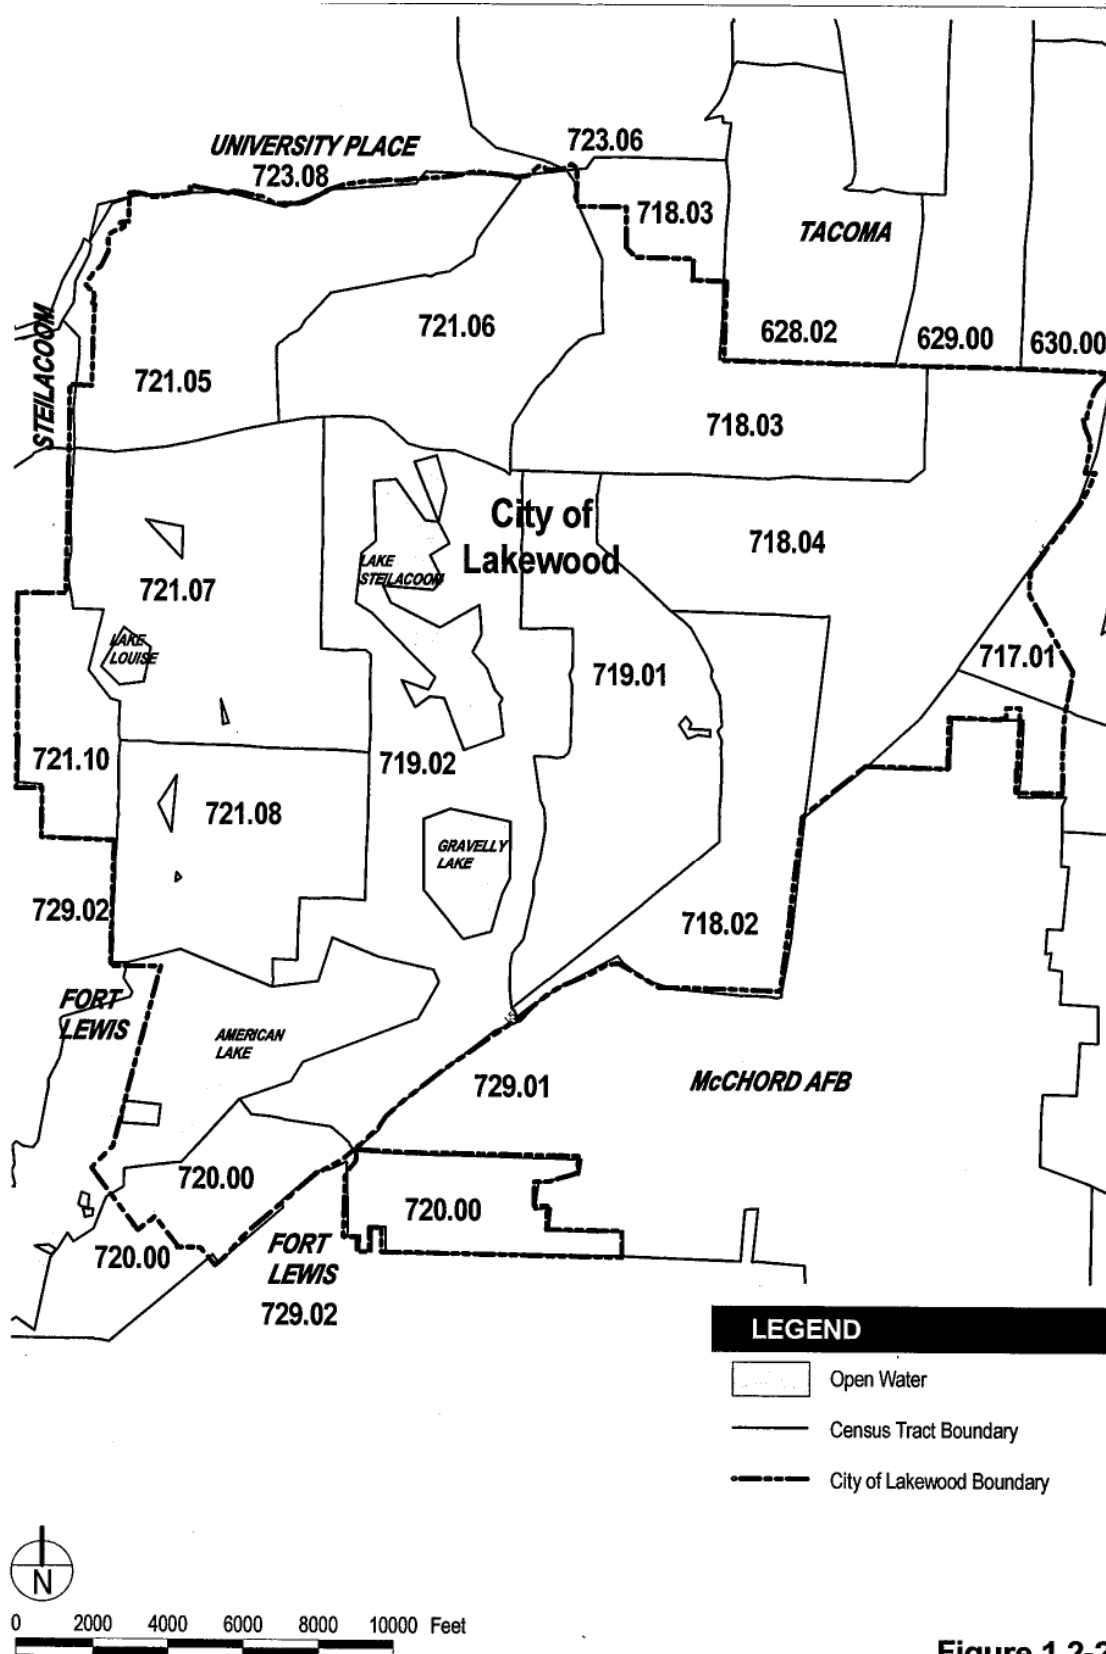 UNIVERSITY PLACE
723.08
723.06
718.03
TACOMA
STEILACOOM
721.06
628.02
629.00
630.00
721.05
718.03
City of
Lakewood
718.04
LAKE
STEILACOOM
721.07
LAKE
LOUISE
717.01
719.01
721.10
719.02
721.08
GRAVELLY
LAKE
729.02
718.02
FORT
LEWIS
AMERICAN
LAKE
729.01
McCHORD AFB
720.00
720.00
720.00
FORT
LEWIS
729.02
LEGEND
Open Water
Census Tract Boundary
City of Lakewood Boundary
N
0 2000 4000 6000 8000 10000 Feet
Figure 1.2-2